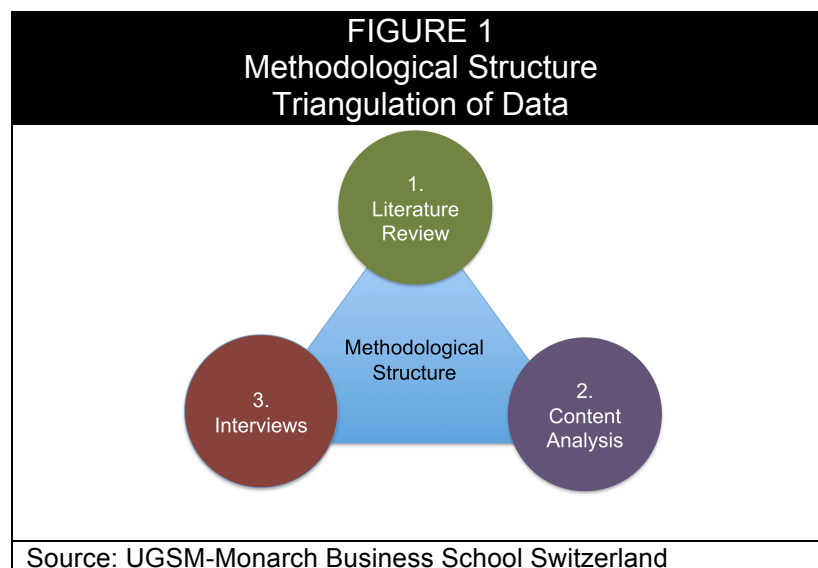 FIGURE 1
Methodological Structure
Triangulation of Data
1.
Literature
Review
Methodological
Structure
3.
Interviews
2.
Content
Analysis
Source: UGSM-Monarch Business School Switzerland